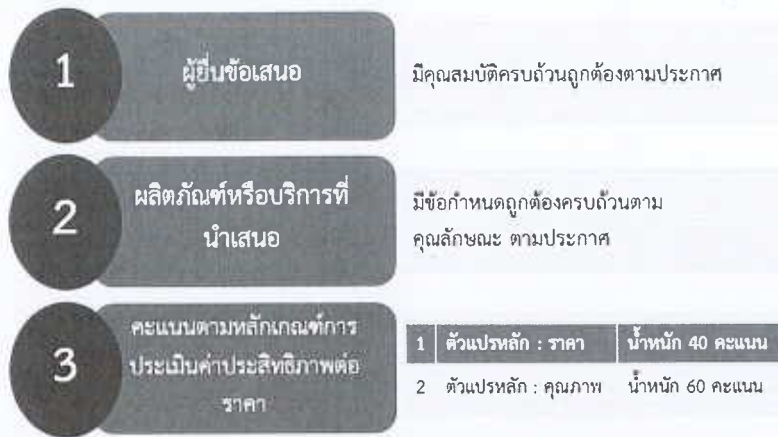 1
ผู้ยื่นข้อเสนอ
มีคุณสมบัติครบถ้วนถูกต้องตามประกาศ
2
ผลิตภัณฑ์หรือบริการที่
นำเสนอ
มีข้อกำหนดถูกต้องครบถ้วนตาม
คุณลักษณะ ตามประกาศ
3
คะแนนตามหลักเกณฑ์การ
ประเมินค่าประสิทธิภาพต่อ
ราคา
1 ตัวแปรหลัก : ราคา น้ำหนัก 40 คะแนน
2 ตัวแปรหลัก : คุณภาพ น้ำหนัก 60 คะแนน